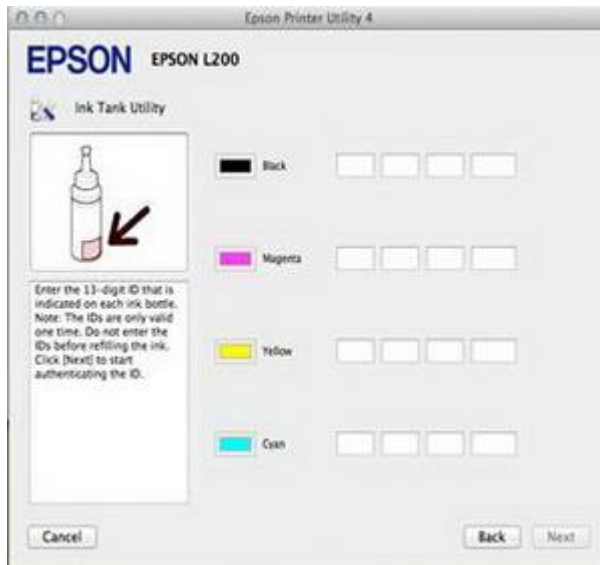 Epson Printer Utility 4
EPSON EPSON L200
Ink Tank Utility
Black
Magenta
Enter the 13-digit ID that is
indicated on each ink bottle.
Note: The IDs are only valid
one time. Do not enter the
IDs before refilling the ink.
Click [Next] to start
authenticating the ID.
Yellow
Cyan
Cancel
Back
Next